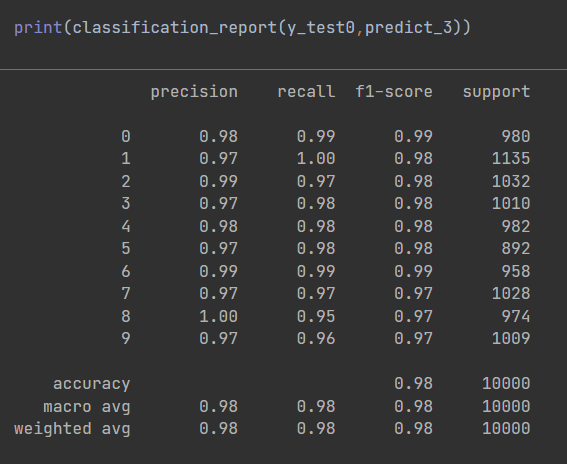 print(classification_report(y_test0,predict_3))
precision recall f1-score support
0 0.98 0.99 0.99 980
1 0.97 1.00 0.98 1135
2 0.99 0.97 0.98 1032
3 0.97 0.98 0.98 1010
4 0.98 0.98 0.98 982
5 0.97 0.98 0.98 892
6 0.99 0.99 0.99 958
7 0.97 0.97 0.97 1028
8 1.00 0.95 0.97 974
9 0.97 0.96 0.97 1009
accuracy 0.98 10000
macro avg 0.98 0.98 0.98 10000
weighted avg 0.98 0.98 0.98 10000